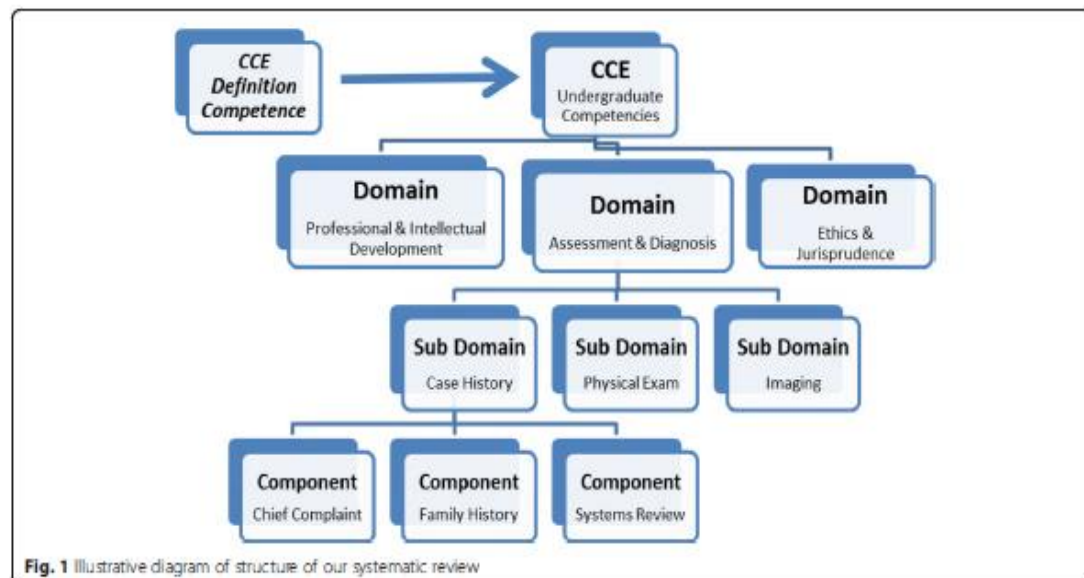 CCE
Definition
Competence
CCE
Undergraduate
Competencies
Domain
Professional & Intellectual
Development
Domain
Assessment & Diagnosis
Domain
Ethics &
Jurisprudence
Sub Domain
Case History
Sub Domain
Physical Exam
Sub Domain
Imaging
Component
Chief Complaint
Component
Family History
Component
Systems Review
Fig. 1 Illustrative diagram of structure of our systematic review